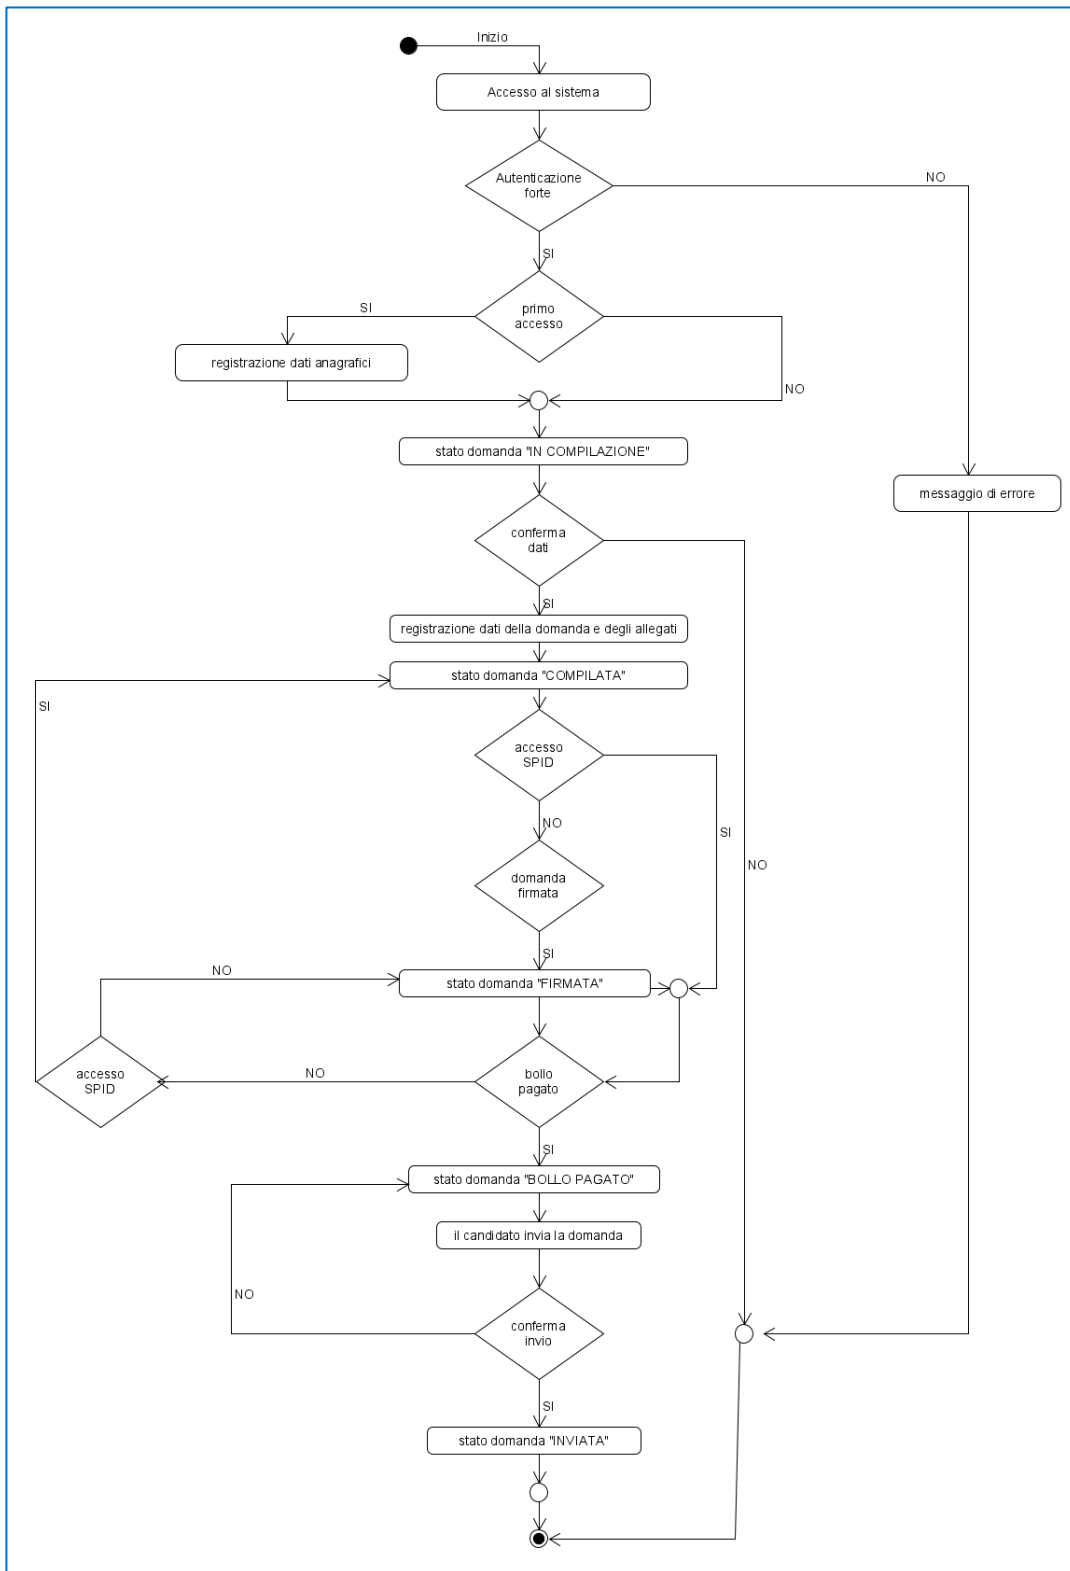 Inizio
Accesso al sistema
Autenticazione
forte
NO
SI
primo
accesso
SI
NO
registrazione dati anagrafici
stato domanda "IN COMPILAZIONE"
messaggio di errore
conferma
dati
SI
NO
registrazione dati della domanda e degli allegati
stato domanda "COMPILATA"
SI
accesso
SPID
SI
NO
domanda
firmata
SI
NO
stato domanda "FIRMATA"
accesso
SPID
NO
bollo
pagato
SI
stato domanda "BOLLO PAGATO"
il candidato invia la domanda
NO
conferma
invio
SI
stato domanda "INVIATA"